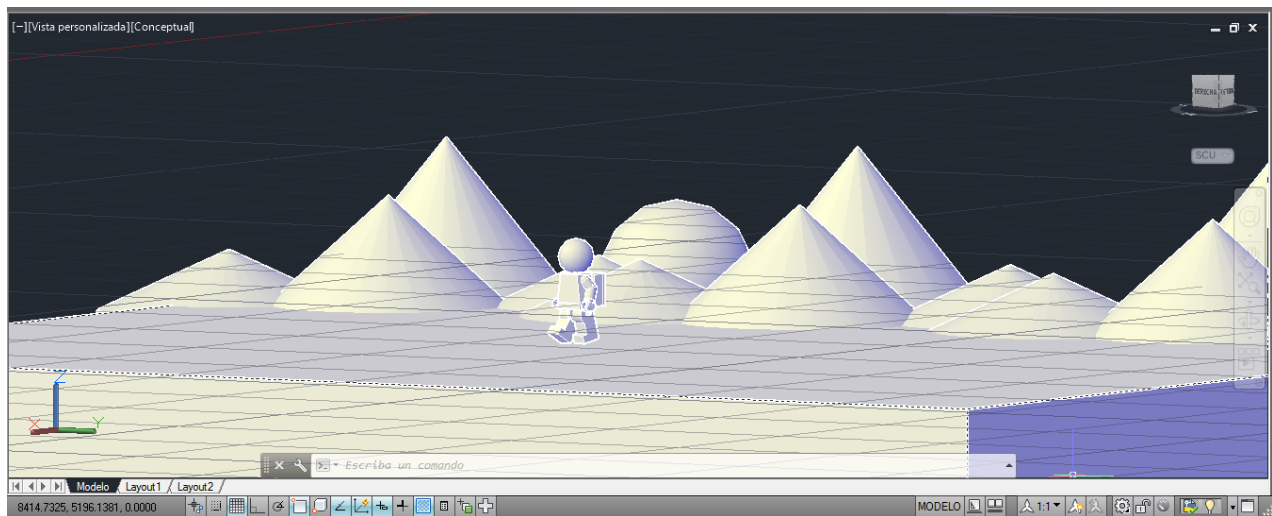 [−][Vista personalizada][Conceptual]
DERECHA
SCU
Z
X
Y
Escriba un comando
Modelo
Layout1
Layout2
8414.7325, 5196.1381, 0.0000
MODELO
1:1